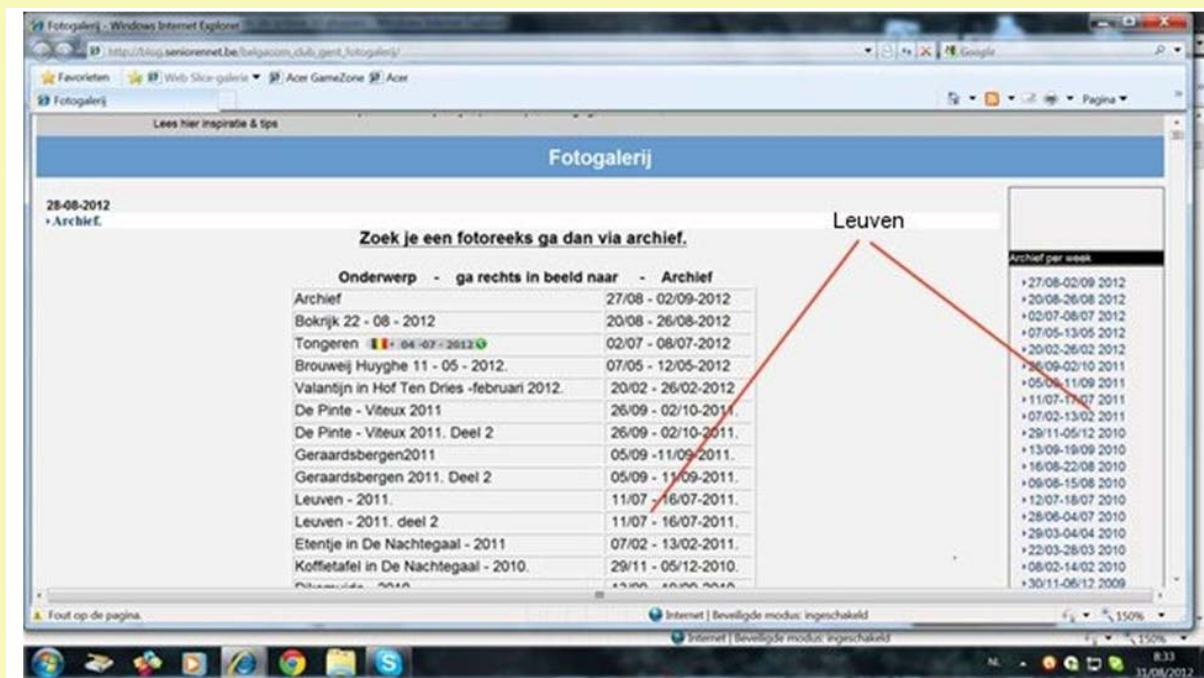 Fotogalerij - Windows Internet Explorer
http://blog.seniorennet.be/belgacom_club_gent_fotogalerij/
Google
Favorieten Web Slice-galerie Acer GameZone Acer
Fotogalerij
Pagina
Lees hier inspiratie & tips
Fotogalerij
28-08-2012
Archief.
Leuven
Zoek je een fotoreeks ga dan via archief.
Onderwerp - ga rechts in beeld naar - Archief
Archief 27/08 - 02/09-2012
Bokrijk 22 - 08 - 2012 20/08 - 26/08-2012
Tongeren 04 -07 - 2012 02/07 - 08/07-2012
Brouweij Huyghe 11 - 05 - 2012. 07/05 - 12/05-2012
Valantijn in Hof Ten Dries -februari 2012. 20/02 - 26/02-2012
De Pinte - Viteux 2011 26/09 - 02/10-2011.
De Pinte - Viteux 2011. Deel 2 26/09 - 02/10-2011.
Geraardsbergen2011 05/09 -11/09-2011.
Geraardsbergen 2011. Deel 2 05/09 - 11/09-2011.
Leuven - 2011. 11/07 - 16/07-2011.
Leuven - 2011. deel 2 11/07 - 16/07-2011.
Etentje in De Nachtegaal - 2011 07/02 - 13/02-2011.
Koffietafel in De Nachtegaal - 2010. 29/11 - 05/12-2010.
Archief per week
27/08-02/09 2012
20/08-26/08 2012
02/07-08/07 2012
07/05-13/05 2012
20/02-26/02 2012
26/09-02/10 2011
05/09-11/09 2011
11/07-17/07 2011
07/02-13/02 2011
29/11-05/12 2010
13/09-19/09 2010
16/08-22/08 2010
09/08-15/08 2010
12/07-18/07 2010
28/06-04/07 2010
29/03-04/04 2010
22/03-28/03 2010
08/02-14/02 2010
30/11-06/12 2009
Fout op de pagina.
Internet | Beveiligde modus: ingeschakeld
150%
Internet | Beveiligde modus: ingeschakeld
150%
NL
8:33
31/08/2012